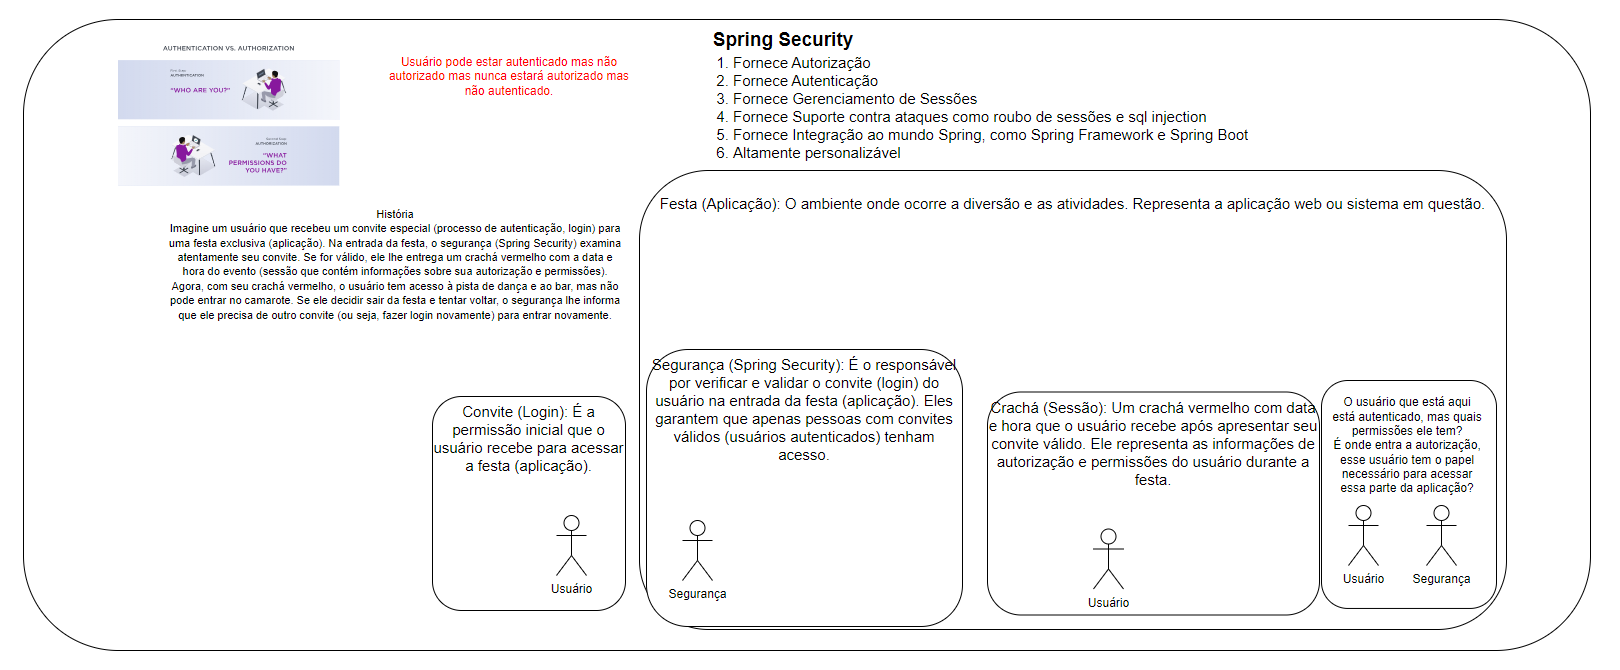 AUTHENTICATION VS. AUTHORIZATION
AUTHENTICATION
"WHO ARE YOU?"
AUTHORIZATION
"WHAT
PERMISSIONS DO
YOU HAVE?"
Usuário pode estar autenticado mas não
autorizado mas nunca estará autorizado mas
não autenticado.
Spring Security
1. Fornece Autorização
2. Fornece Autenticação
3. Fornece Gerenciamento de Sessões
4. Fornece Suporte contra ataques como roubo de sessões e sql injection
5. Fornece Integração ao mundo Spring, como Spring Framework e Spring Boot
6. Altamente personalizável
História
Imagine um usuário que recebeu um convite especial (processo de autenticação, login) para
uma festa exclusiva (aplicação). Na entrada da festa, o segurança (Spring Security) examina
atentamente seu convite. Se for válido, ele lhe entrega um crachá vermelho com a data e
hora do evento (sessão que contém informações sobre sua autorização e permissões).
Agora, com seu crachá vermelho, o usuário tem acesso à pista de dança e ao bar, mas não
pode entrar no camarote. Se ele decidir sair da festa e tentar voltar, o segurança lhe informa
que ele precisa de outro convite (ou seja, fazer login novamente) para entrar novamente.
Festa (Aplicação): O ambiente onde ocorre a diversão e as atividades. Representa a aplicação web ou sistema em questão.
Convite (Login): É a
permissão inicial que o
usuário recebe para acessar
a festa (aplicação).
Usuário
Segurança (Spring Security): É o responsável
por verificar e validar o convite (login) do
usuário na entrada da festa (aplicação). Eles
garantem que apenas pessoas com convites
válidos (usuários autenticados) tenham
acesso.
Segurança
Crachá (Sessão): Um crachá vermelho com data
e hora que o usuário recebe após apresentar seu
convite válido. Ele representa as informações de
autorização e permissões do usuário durante a
festa.
Usuário
O usuário que está aqui
está autenticado, mas quais
permissões ele tem?
É onde entra a autorização,
esse usuário tem o papel
necessário para acessar
essa parte da aplicação?
Usuário
Segurança